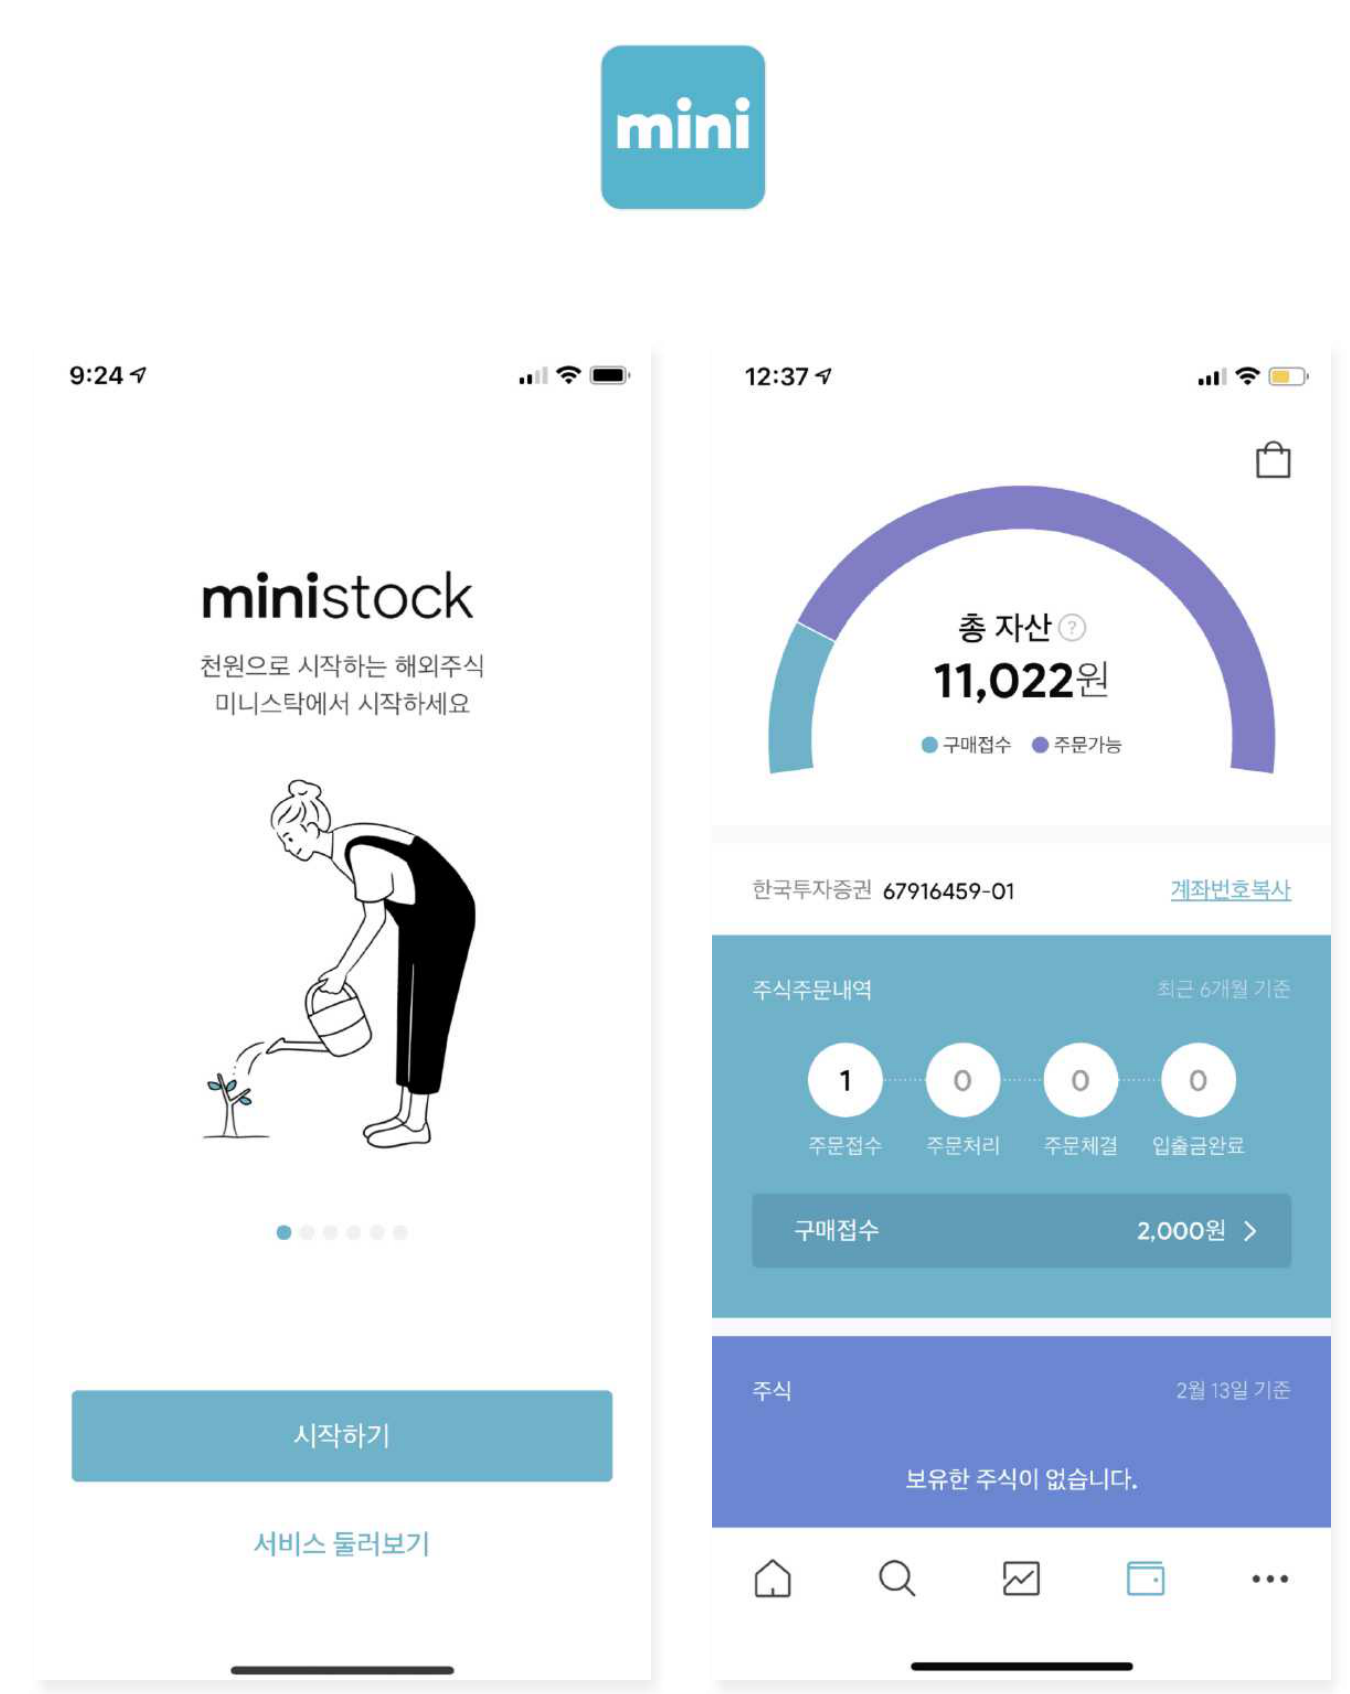 mini
9:24
ministock
천원으로 시작하는 해외주식
미니스탁에서 시작하세요
시작하기
서비스 둘러보기
12:37
총 자산 ?
11,022원
구매접수 주문가능
한국투자증권 67916459-01 계좌번호복사
주식주문내역 최근 6개월 기준
1 0 0 0
주문접수 주문처리 주문체결 입출금완료
구매접수 2,000원
주식 2월 13일 기준
보유한 주식이 없습니다.